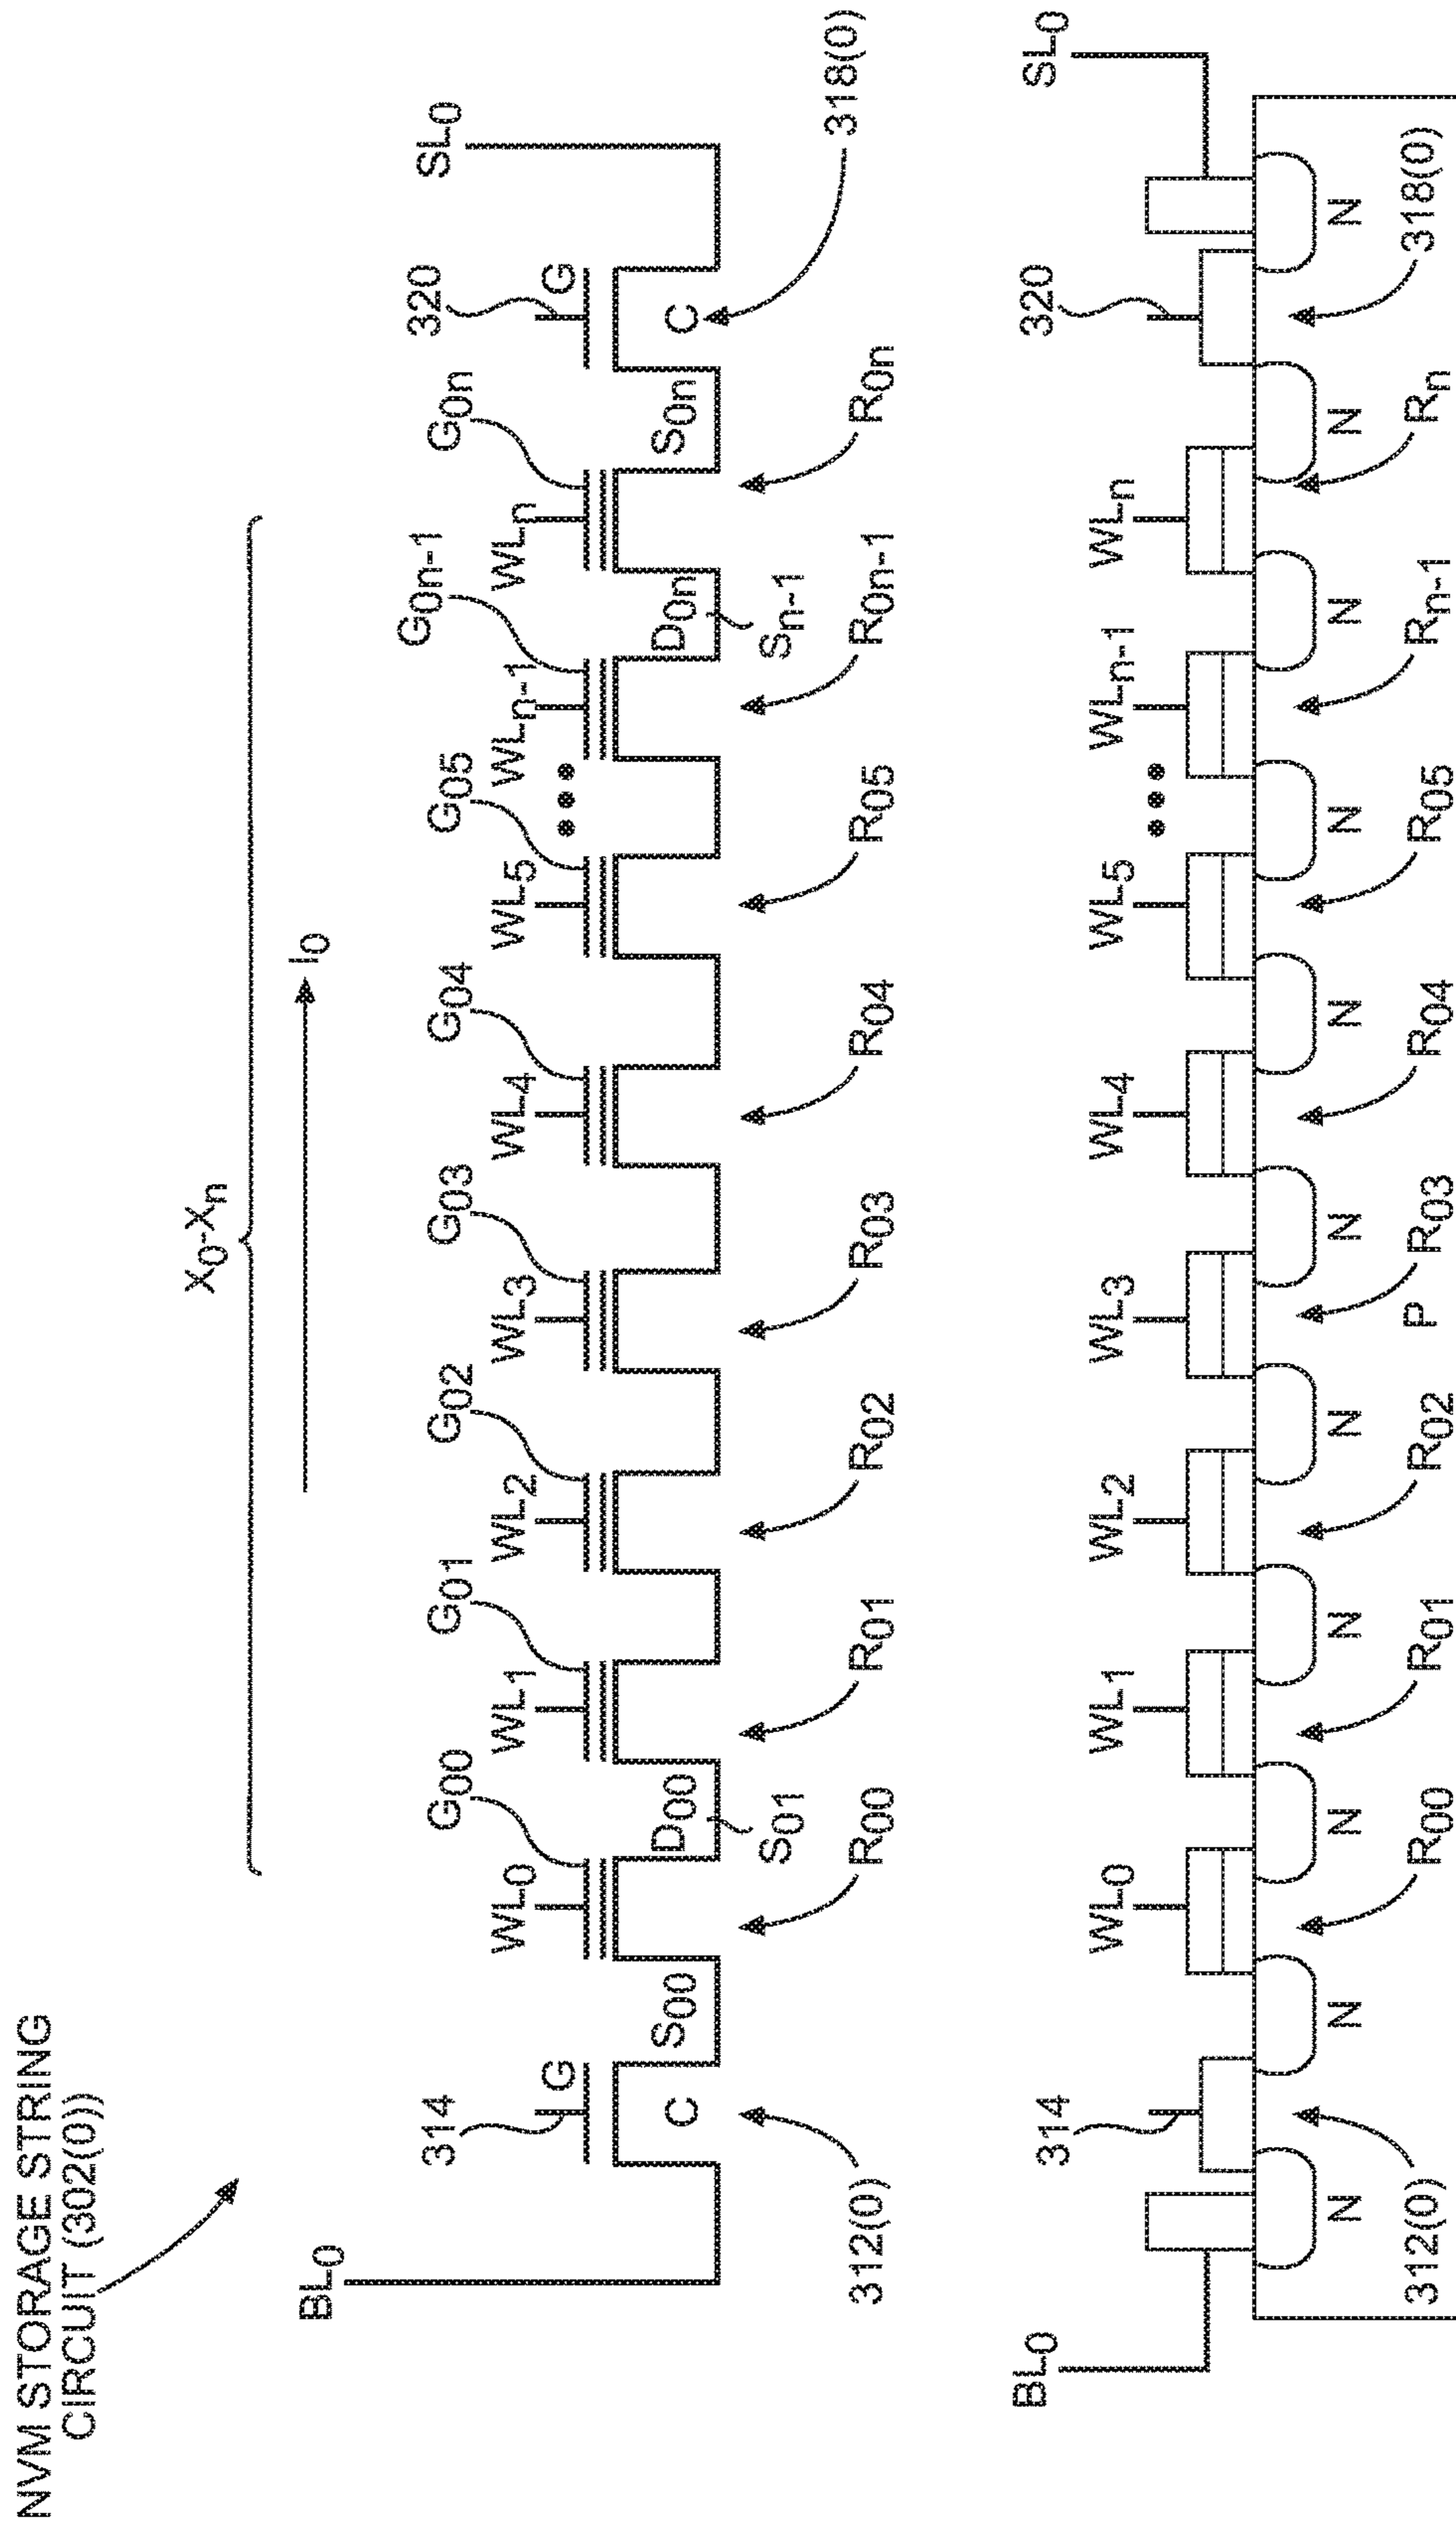 NVM STORAGE STRING
CIRCUIT (302(0))
X0-Xn
I0
BL0
314
G
G00
G01
G02
G03
G04
G05
G0n-1
G0n
320
G
SL0
WL0
WL1
WL2
WL3
WL4
WL5
WLn-1
WLn
C
S00
D00
S01
D0n
Sn-1
S0n
C
312(0)
R00
R01
R02
R03
R04
R05
R0n-1
R0n
318(0)
BL0
314
WL0
WL1
WL2
WL3
WL4
WL5
WLn-1
WLn
320
SL0
N
N
N
N
N
N
N
N
N
N
N
N
312(0)
R00
R01
R02
P
R03
R04
R05
Rn-1
Rn
318(0)